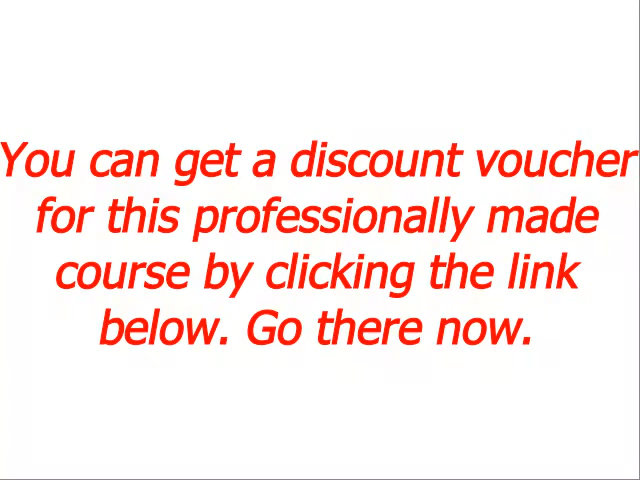 You can get a discount voucher
for this professionally made
course by clicking the link
below. Go there now.